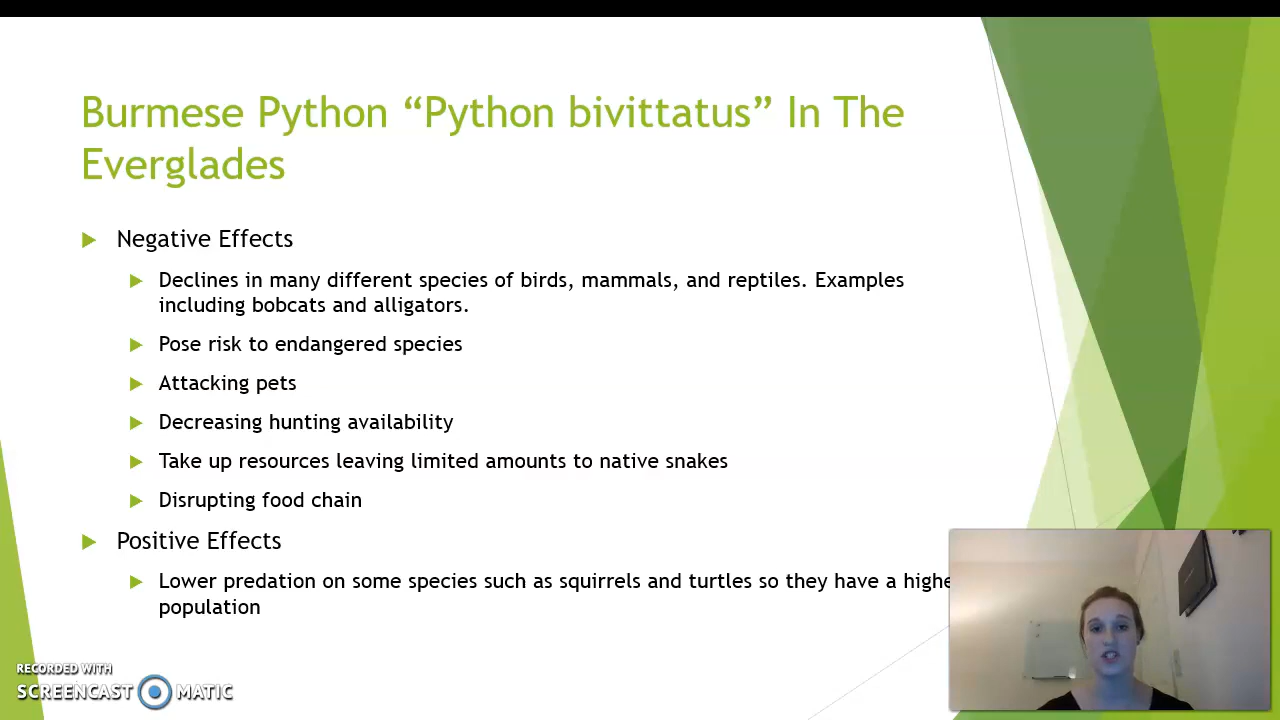 Burmese Python “Python bivittatus” In The
Everglades
Negative Effects
Declines in many different species of birds, mammals, and reptiles. Examples
including bobcats and alligators.
Pose risk to endangered species
Attacking pets
Decreasing hunting availability
Take up resources leaving limited amounts to native snakes
Disrupting food chain
Positive Effects
Lower predation on some species such as squirrels and turtles so they have a highe
population
RECORDED WITH
SCREENCAST MATIC